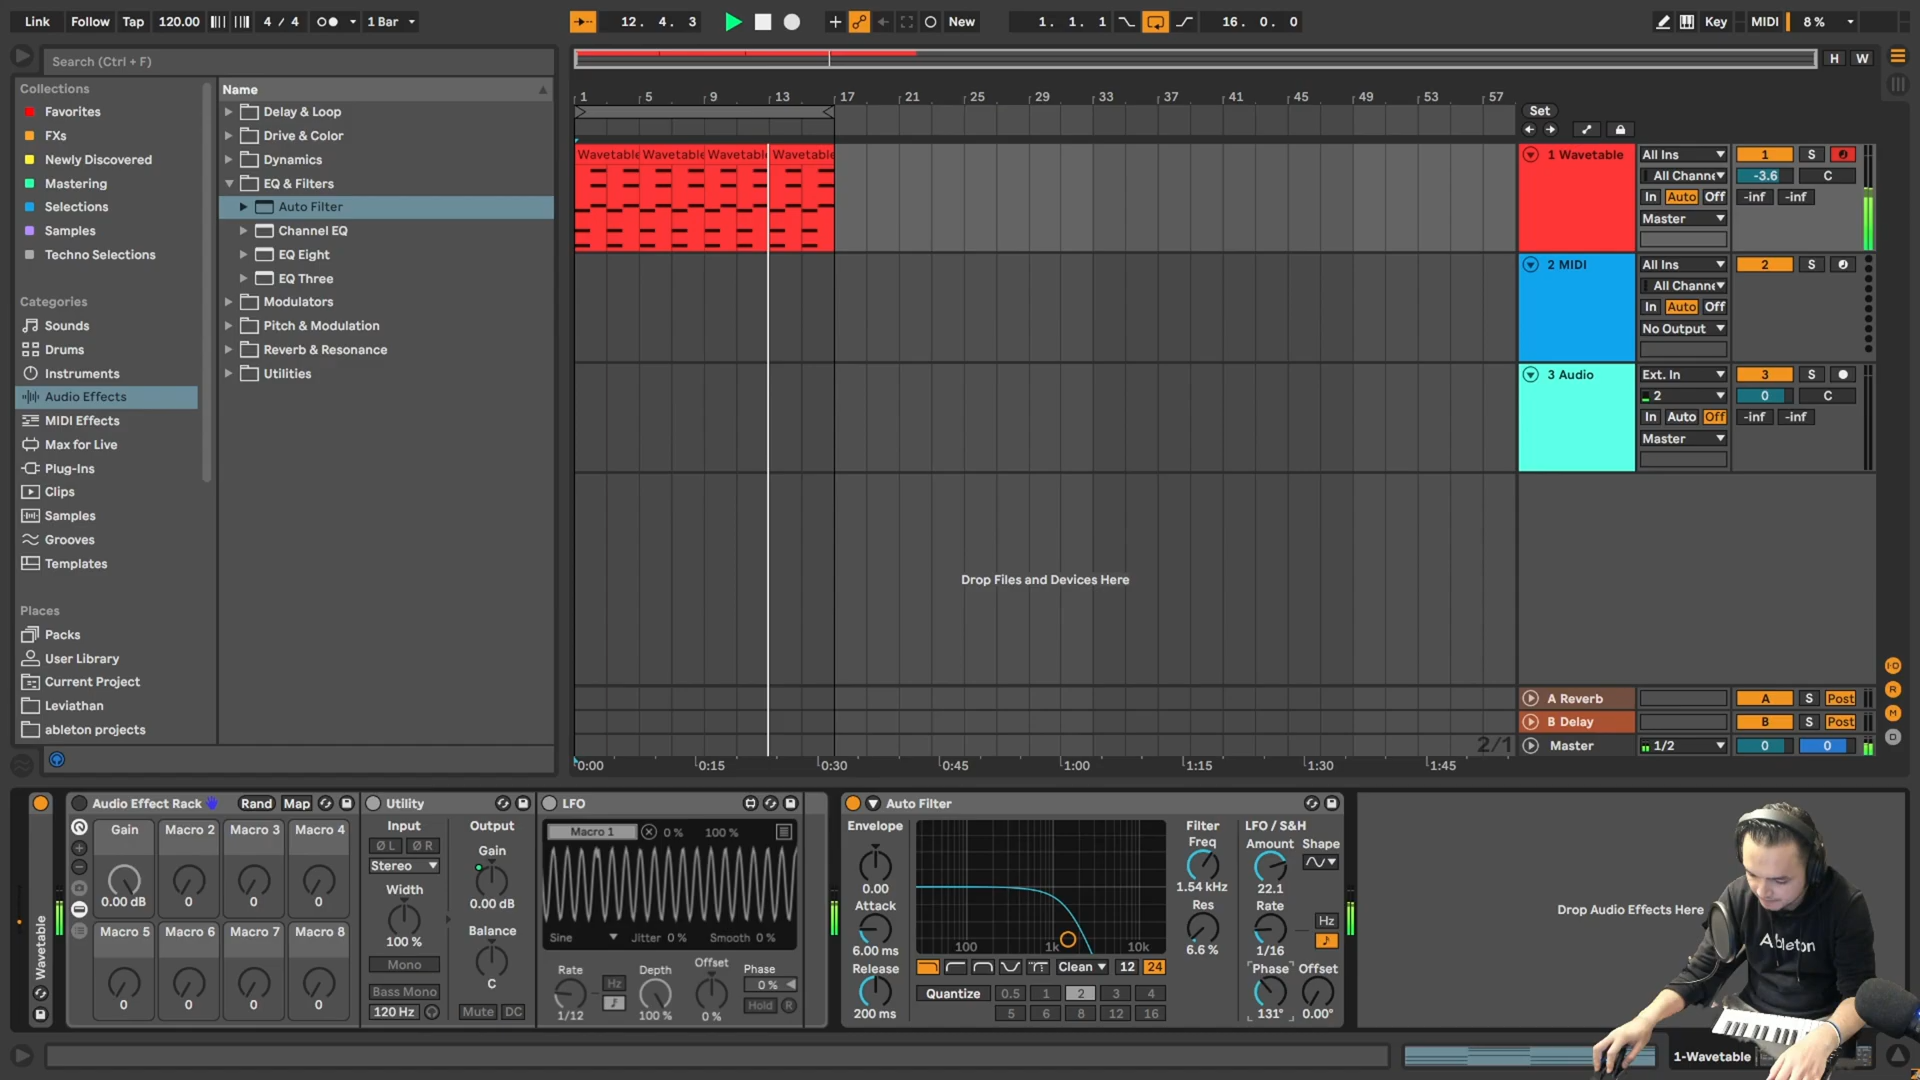 Link Follow Tap 120.00 4 / 4 1 Bar 12. 4. 3 New 1. 1. 1 16. 0. 0 Key MIDI 8 %
Search (Ctrl + F)
H W
Collections
Favorites
FXs
Newly Discovered
Mastering
Selections
Samples
Techno Selections
Categories
Sounds
Drums
Instruments
Audio Effects
MIDI Effects
Max for Live
Plug-Ins
Clips
Samples
Grooves
Templates
Places
Packs
User Library
Current Project
Leviathan
ableton projects
Name
Delay & Loop
Drive & Color
Dynamics
EQ & Filters
Auto Filter
Channel EQ
EQ Eight
EQ Three
Modulators
Pitch & Modulation
Reverb & Resonance
Utilities
1 5 9 13 17 21 25 29 33 37 41 45 49 53 57
Set
Wavetable Wavetable Wavetable Wavetable
Drop Files and Devices Here
1 Wavetable All Ins 1 S
All Channe -3.6 C
In Auto Off -inf -inf
Master
2 MIDI All Ins 2 S
All Channe
In Auto Off
No Output
3 Audio Ext. In 3 S
2 0 C
In Auto Off -inf -inf
Master
A Reverb A S Post
B Delay B S Post
2/1 Master 1/2 0 0
0:00 0:15 0:30 0:45 1:00 1:15 1:30 1:45
I·O
R
M
D
Wavetable
Audio Effect Rack Rand Map
Gain Macro 2 Macro 3 Macro 4
0.00 dB 0 0 0
Macro 5 Macro 6 Macro 7 Macro 8
0 0 0 0
Utility
Input Output
Ø L Ø R Gain
Stereo
Width 0.00 dB
100 % Balance
Mono
Bass Mono C
120 Hz Mute DC
LFO
Macro 1 0 % 100 %
Sine Jitter 0 % Smooth 0 %
Rate Hz Depth Offset Phase
0 %
Hold R
1/12 100 % 0 %
Auto Filter
Envelope
0.00
Attack
6.00 ms
Release
200 ms
100 1k 10k
Clean 12 24
Quantize 0.5 1 2 3 4
5 6 8 12 16
Filter
Freq
1.54 kHz
Res
6.6 %
LFO / S&H
Amount Shape
22.1
Rate Hz
1/16
Phase Offset
131° 0.00°
Drop Audio Effects Here
Ableton
1-Wavetable